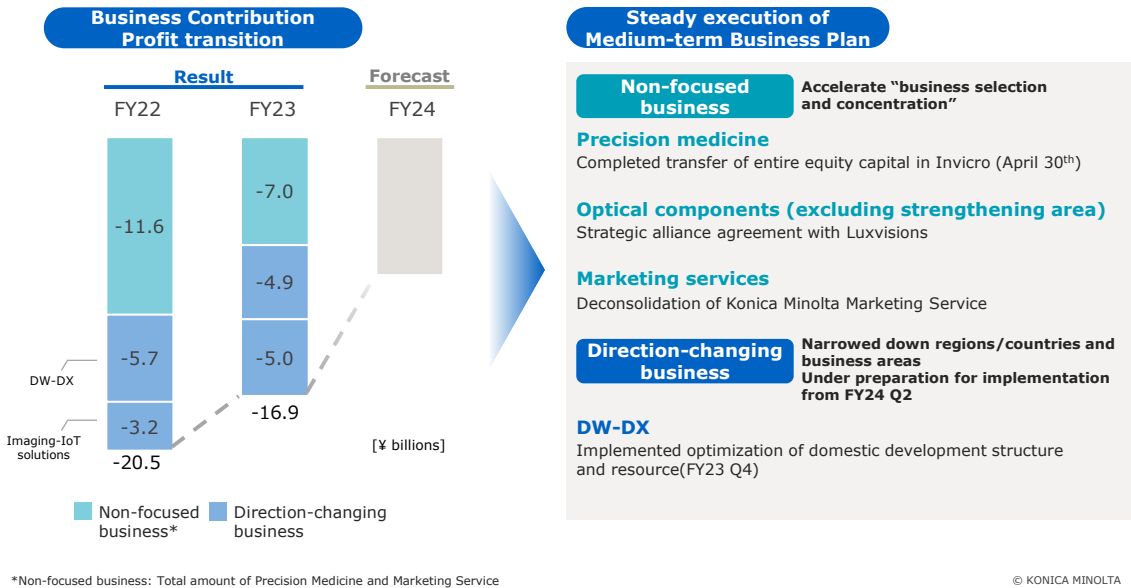 Business Contribution
Profit transition
Result
Forecast
FY22
FY23
FY24
-11.6
-5.7
-3.2
-20.5
-7.0
-4.9
-5.0
-16.9
DW-DX
Imaging-IoT
solutions
[¥ billions]
Non-focused
business*
Direction-changing
business
Steady execution of
Medium-term Business Plan
Non-focused
business
Accelerate “business selection
and concentration”
Precision medicine
Completed transfer of entire equity capital in Invicro (April 30th)
Optical components (excluding strengthening area)
Strategic alliance agreement with Luxvisions
Marketing services
Deconsolidation of Konica Minolta Marketing Service
Direction-changing
business
Narrowed down regions/countries and
business areas
Under preparation for implementation
from FY24 Q2
DW-DX
Implemented optimization of domestic development structure
and resource(FY23 Q4)
*Non-focused business: Total amount of Precision Medicine and Marketing Service
© KONICA MINOLTA